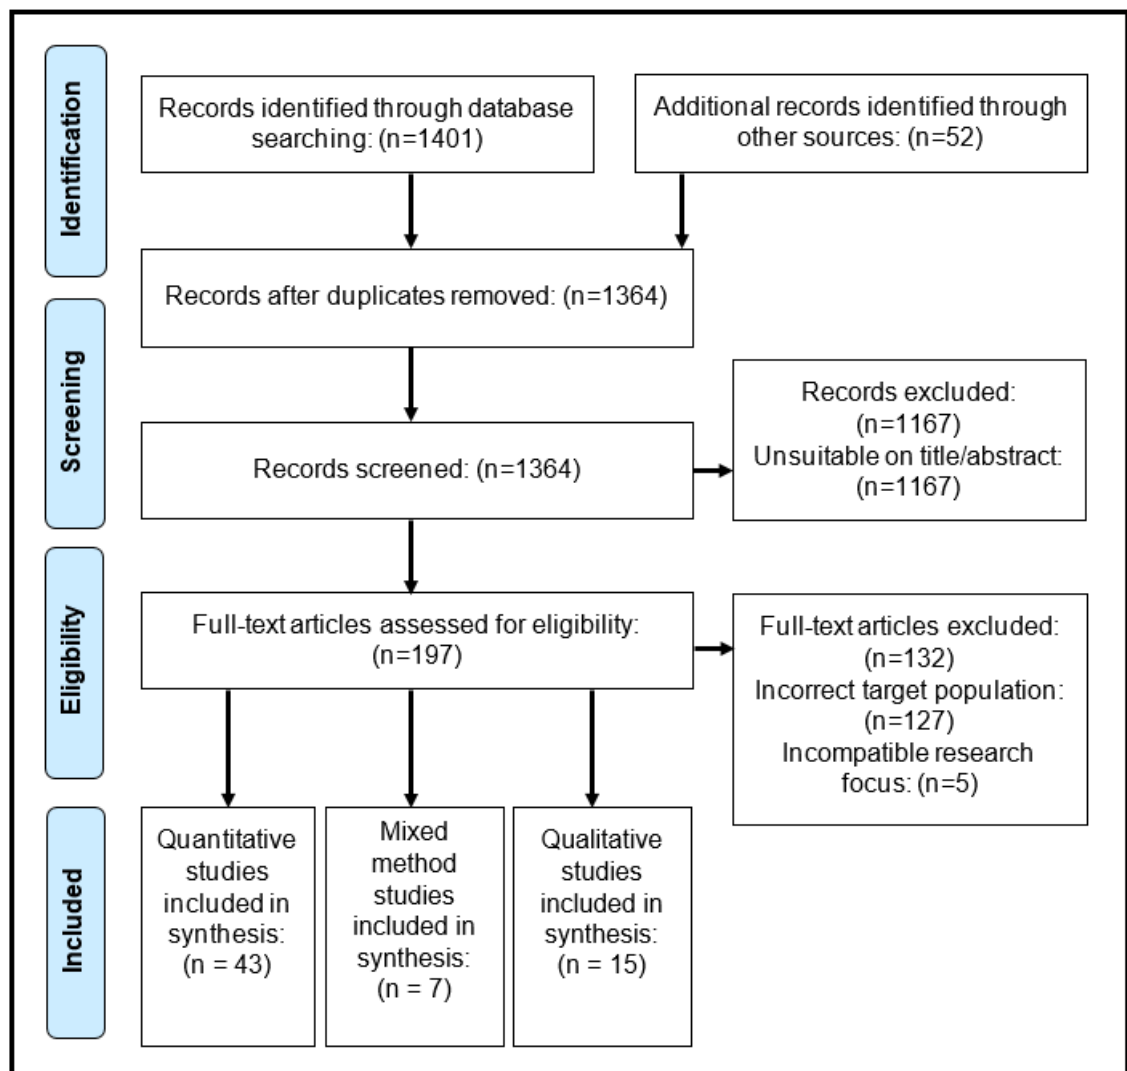 Identification
Records identified through database
searching: (n=1401)
Additional records identified through
other sources: (n=52)
Records after duplicates removed: (n=1364)
Screening
Records screened: (n=1364)
Records excluded:
(n=1167)
Unsuitable on title/abstract:
(n=1167)
Eligibility
Full-text articles assessed for eligibility:
(n=197)
Full-text articles excluded:
(n=132)
Incorrect target population:
(n=127)
Incompatible research
focus: (n=5)
Included
Quantitative
studies
included in
synthesis:
(n = 43)
Mixed
method
studies
included in
synthesis:
(n = 7)
Qualitative
studies
included in
synthesis:
(n = 15)